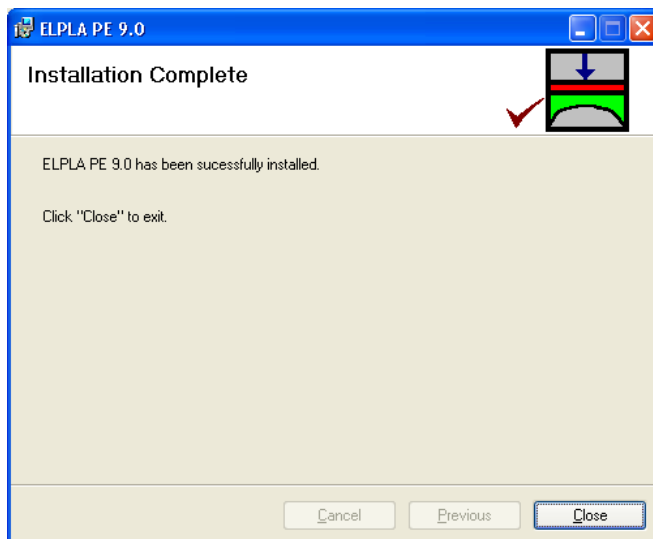 ELPLA PE 9.0
Installation Complete
ELPLA PE 9.0 has been sucessfully installed.
Click "Close" to exit.
Cancel Previous Close